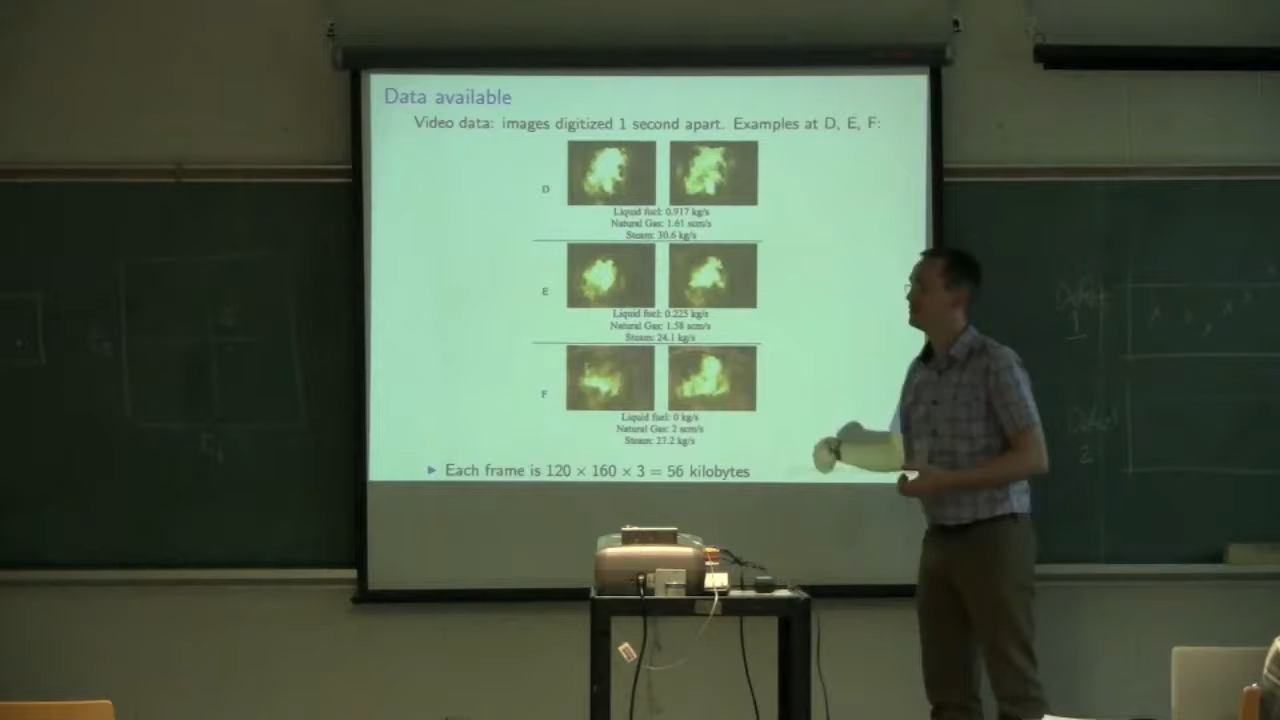 Data available
Video data: images digitized 1 second apart. Examples at D, E, F:
D
Liquid fuel: 0.917 kg/s
Natural Gas: 1.61 scm/s
Steam: 30.6 kg/s
E
Liquid fuel: 0.225 kg/s
Natural Gas: 1.58 scm/s
Steam: 24.1 kg/s
F
Liquid fuel: 0 kg/s
Natural Gas: 2 scm/s
Steam: 27.2 kg/s
▶ Each frame is 120 × 160 × 3 = 56 kilobytes
1
2